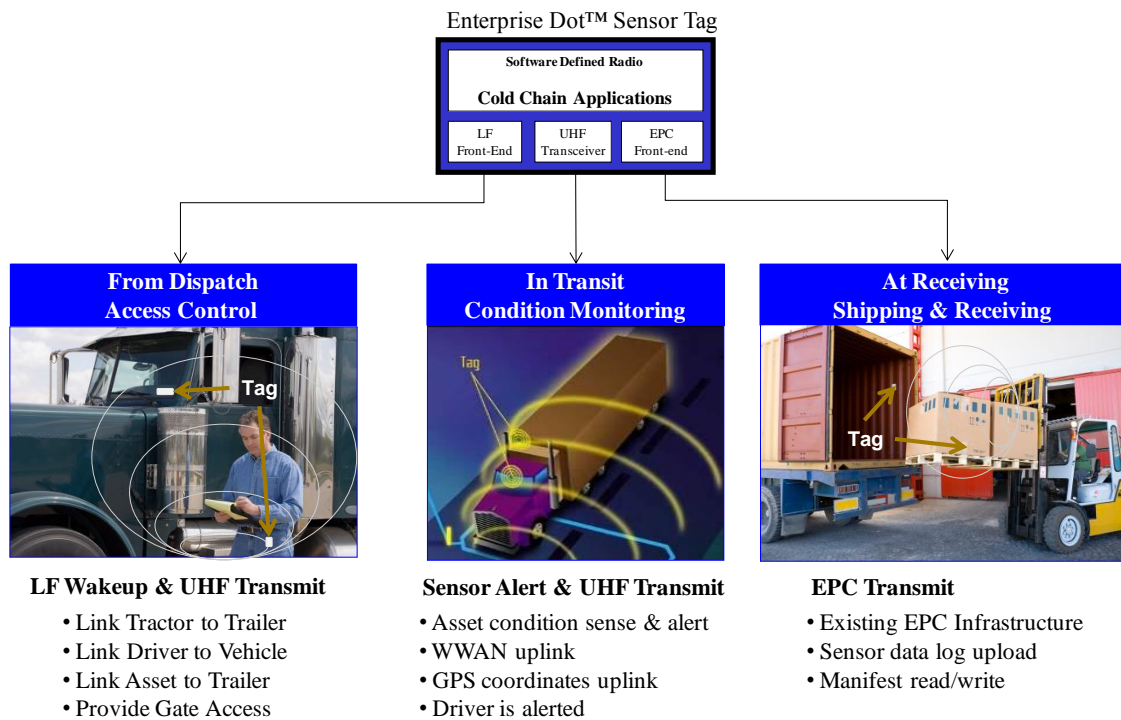 Enterprise Dot™ Sensor Tag
Software Defined Radio
Cold Chain Applications
LF
Front-End
UHF
Transceiver
EPC
Front-end
From Dispatch
Access Control
Tag
In Transit
Condition Monitoring
Tag
At Receiving
Shipping & Receiving
Tag
LF Wakeup & UHF Transmit
• Link Tractor to Trailer
• Link Driver to Vehicle
• Link Asset to Trailer
• Provide Gate Access
Sensor Alert & UHF Transmit
• Asset condition sense & alert
• WWAN uplink
• GPS coordinates uplink
• Driver is alerted
EPC Transmit
• Existing EPC Infrastructure
• Sensor data log upload
• Manifest read/write